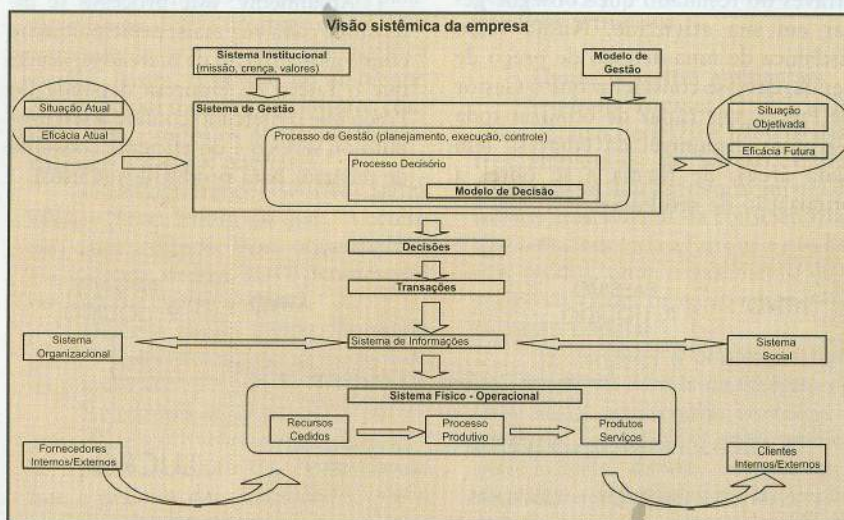 Visão sistêmica da empresa
Sistema Institucional
(missão, crença, valores)
Modelo de
Gestão
Situação Atual
Eficácia Atual
Sistema de Gestão
Processo de Gestão (planejamento, execução, controle)
Processo Decisório
Modelo de Decisão
Situação
Objetivada
Eficácia Futura
Decisões
Transações
Sistema
Organizacional
Sistema de Informações
Sistema
Social
Sistema Físico - Operacional
Recursos
Cedidos
Processo
Produtivo
Produtos
Serviços
Fornecedores
Internos/Externos
Clientes
Internos/Externos